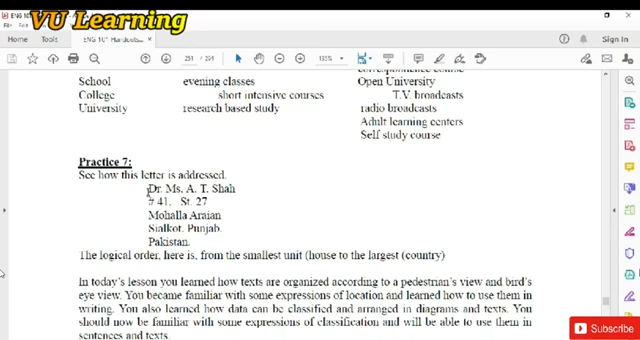 VU Learning
ENG 101 Handouts...
Home
Tools
Sign In
251 / 291
135%
correspondence course
School evening classes Open University
College short intensive courses T.V. broadcasts
University research based study radio broadcasts
Adult learning centers
Self study course
Practice 7:
See how this letter is addressed.
Dr. Ms. A. T. Shah
# 41, St. 27
Mohalla Araian
Sialkot. Punjab.
Pakistan.
The logical order, here is, from the smallest unit (house to the largest (country)
In today's lesson you learned how texts are organized according to a pedestrian's view and bird's
eye view. You became familiar with some expressions of location and learned how to use them in
writing. You also learned how data can be classified and arranged in diagrams and texts. You
should now be familiar with some expressions of classification and will be able to use them in
sentences and texts.
Subscribe